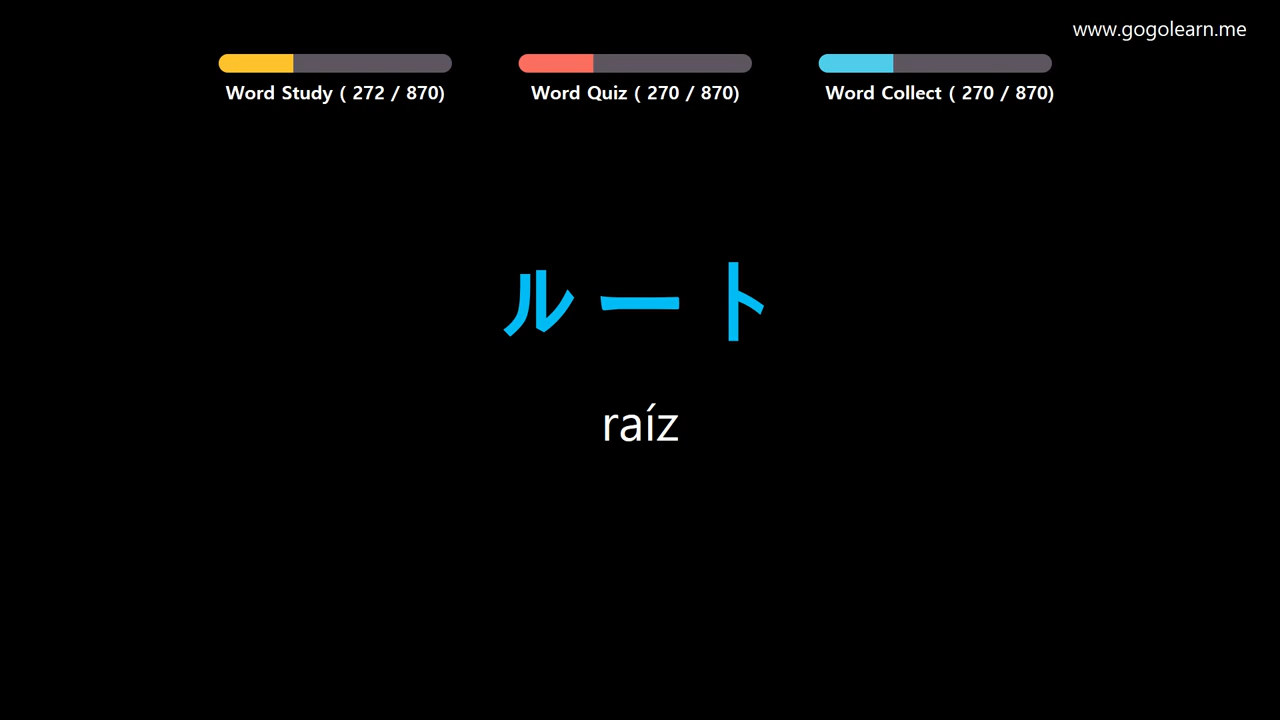 www.gogolearn.me
Word Study ( 272 / 870)
Word Quiz ( 270 / 870)
Word Collect ( 270 / 870)
ルート
raíz